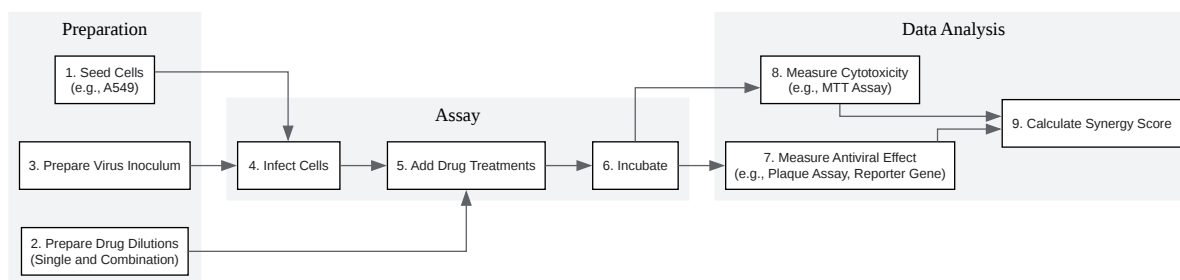 Preparation
1. Seed Cells
(e.g., A549)
3. Prepare Virus Inoculum
2. Prepare Drug Dilutions
(Single and Combination)
Assay
4. Infect Cells
5. Add Drug Treatments
6. Incubate
Data Analysis
8. Measure Cytotoxicity
(e.g., MTT Assay)
7. Measure Antiviral Effect
(e.g., Plaque Assay, Reporter Gene)
9. Calculate Synergy Score